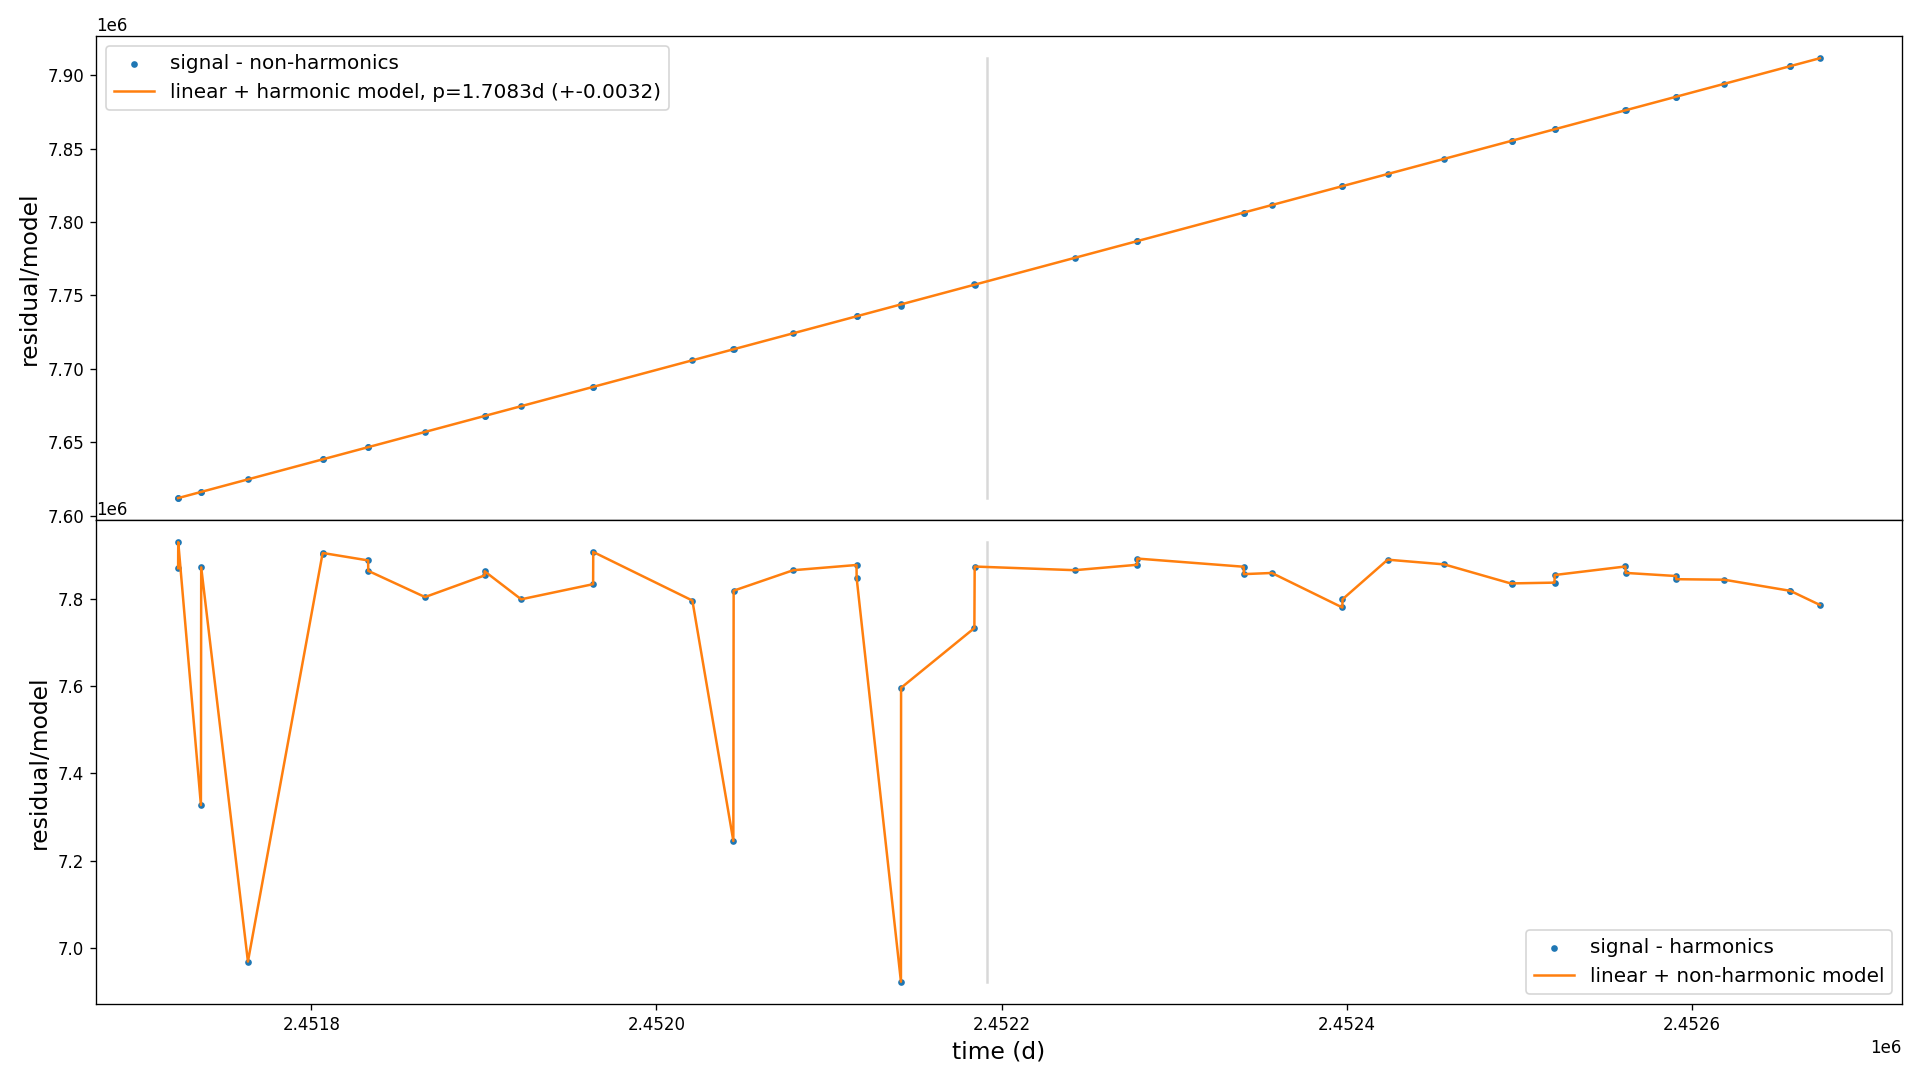 1e6
signal - non-harmonics
linear + harmonic model, p=1.7083d (+-0.0032)
7.90
7.85
7.80
7.75
7.70
7.65
7.60
residual/model
1e6
7.8
7.6
7.4
7.2
7.0
residual/model
signal - harmonics
linear + non-harmonic model
2.4518
2.4520
2.4522
2.4524
2.4526
time (d)
1e6